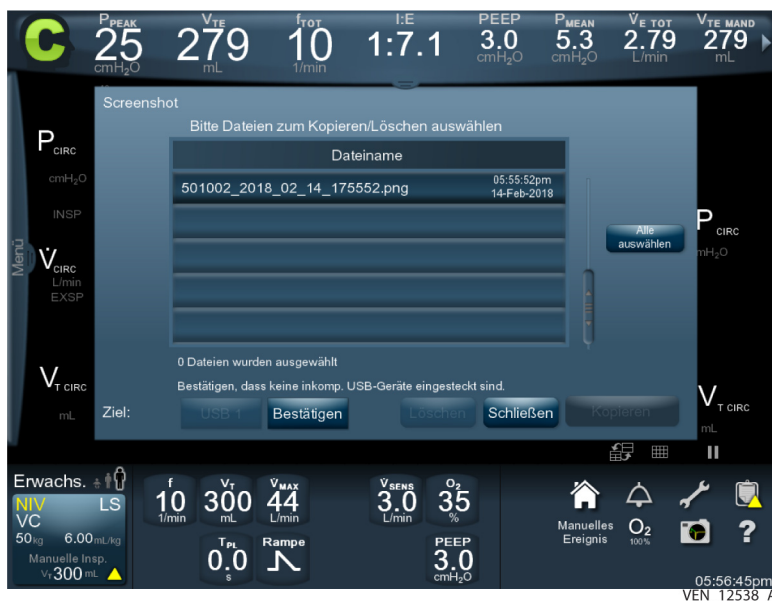 C
PPEAK
25
cmH2O
VTE
279
mL
fTOT
10
1/min
I:E
1:7.1
PEEP
3.0
cmH2O
PMEAN
5.3
cmH2O
V̇E TOT
2.79
L/min
VTE MAND
279
mL
Menü
PCIRC
cmH2O
INSP
V̇CIRC
L/min
EXSP
VT CIRC
mL
Screenshot
Bitte Dateien zum Kopieren/Löschen auswählen
Dateiname
501002_2018_02_14_175552.png
05:55:52pm
14-Feb-2018
Alle
auswählen
0 Dateien wurden ausgewählt
Bestätigen, dass keine inkomp. USB-Geräte eingesteckt sind.
Ziel:
USB 1
Bestätigen
Löschen
Schließen
Kopieren
PCIRC
mH2O
VT CIRC
mL
Erwachs.
NIV LS
VC
50kg 6.00mL/kg
Manuelle Insp.
VT300 mL
f
10
1/min
VT
300
mL
V̇MAX
44
L/min
V̇SENS
3.0
L/min
O2
35
%
TPL
0.0
s
Rampe
PEEP
3.0
cmH2O
Manuelles
Ereignis
O2
100%
?
05:56:45pm
VEN_12538_A